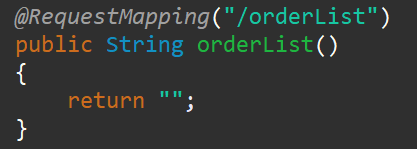 @RequestMapping("/orderList")
public String orderList()
{
    return "";
}